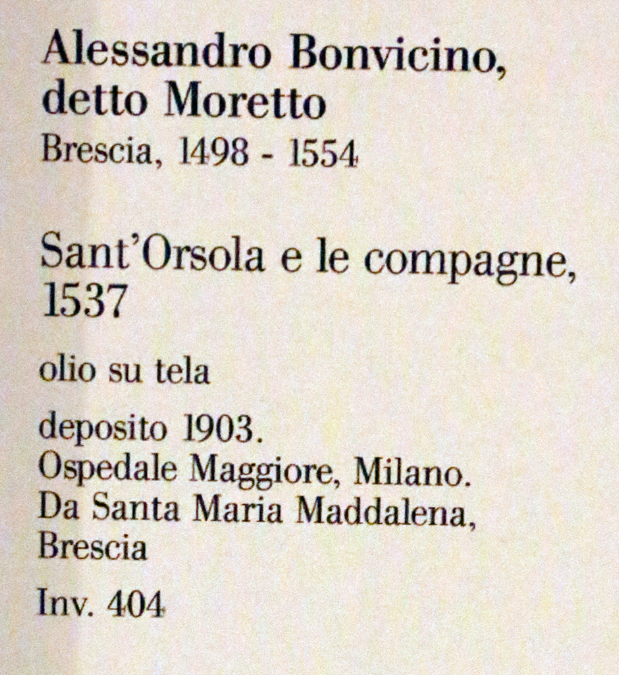 Alessandro Bonvicino,
detto Moretto
Brescia, 1498 - 1554
Sant'Orsola e le compagne,
1537
olio su tela
deposito 1903.
Ospedale Maggiore, Milano.
Da Santa Maria Maddalena,
Brescia
Inv. 404